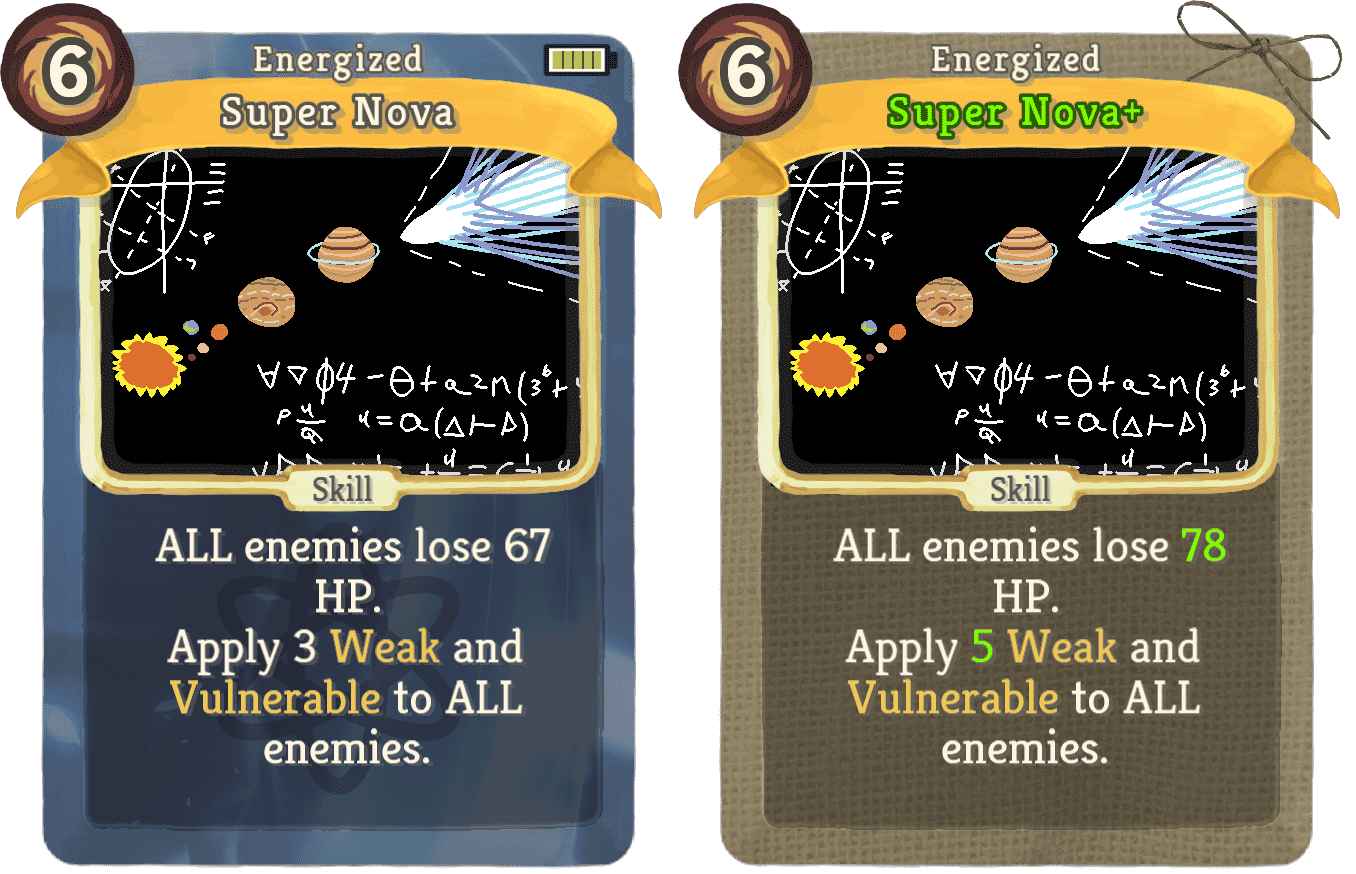 6
Energized
Super Nova
Skill
ALL enemies lose 67
HP.
Apply 3 Weak and
Vulnerable to ALL
enemies.
6
Energized
Super Nova+
Skill
ALL enemies lose 78
HP.
Apply 5 Weak and
Vulnerable to ALL
enemies.